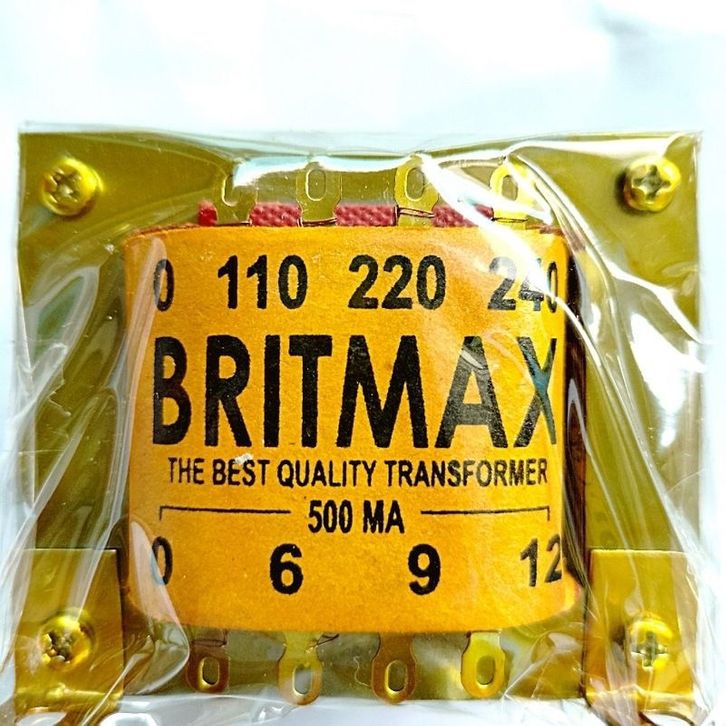 0 110 220 240
BRITMAX
THE BEST QUALITY TRANSFORMER
500 MA
0 6 9 12